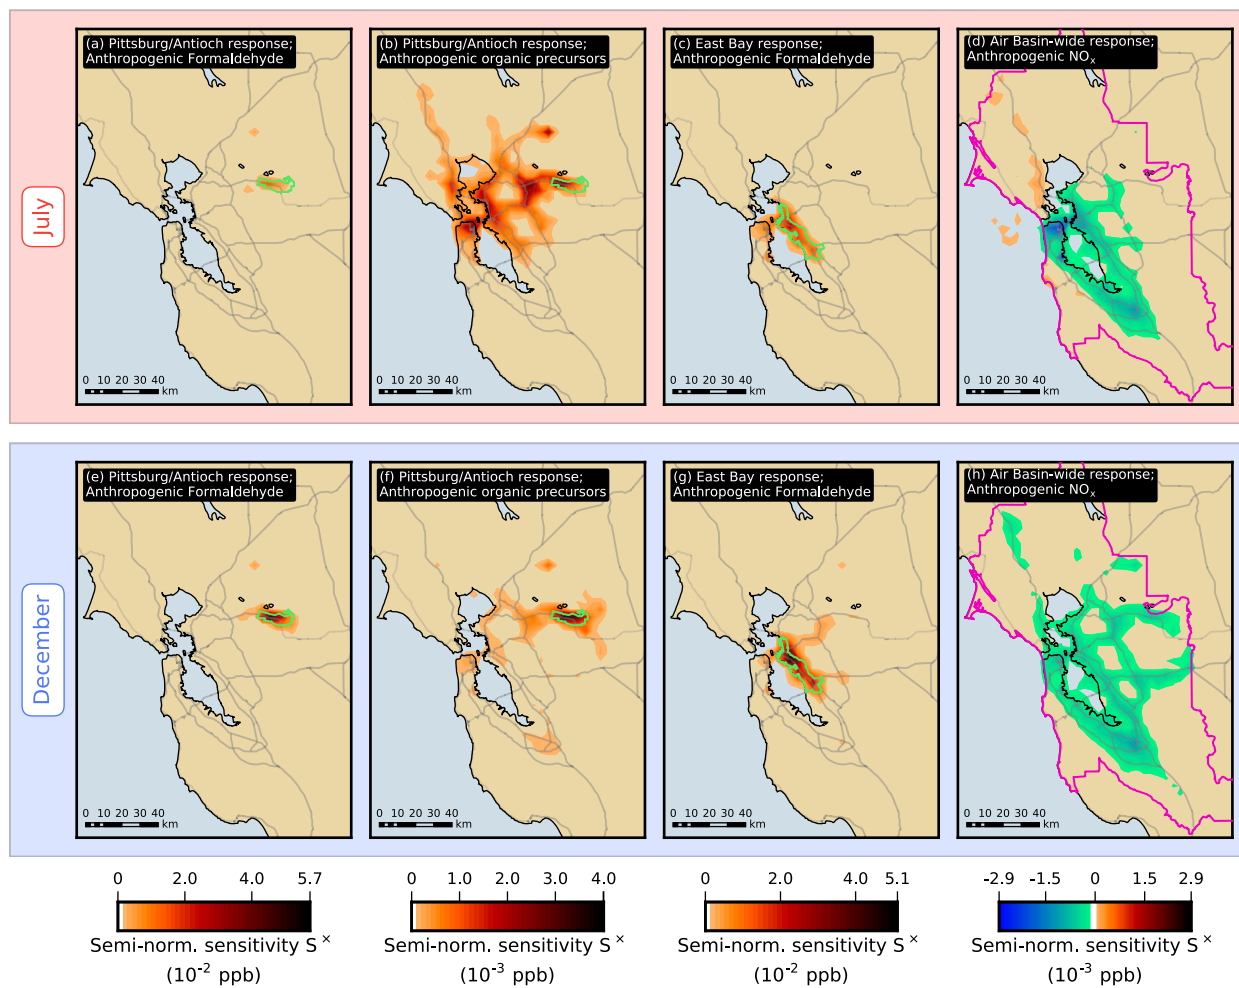 July
(a) Pittsburg/Antioch response;
Anthropogenic Formaldehyde
0 10 20 30 40
km
(b) Pittsburg/Antioch response;
Anthropogenic organic precursors
0 10 20 30 40
km
(c) East Bay response;
Anthropogenic Formaldehyde
0 10 20 30 40
km
(d) Air Basin-wide response;
Anthropogenic NOx
0 10 20 30 40
km
December
(e) Pittsburg/Antioch response;
Anthropogenic Formaldehyde
0 10 20 30 40
km
(f) Pittsburg/Antioch response;
Anthropogenic organic precursors
0 10 20 30 40
km
(g) East Bay response;
Anthropogenic Formaldehyde
0 10 20 30 40
km
(h) Air Basin-wide response;
Anthropogenic NOx
0 10 20 30 40
km
0 2.0 4.0 5.7
Semi-norm. sensitivity S×
(10-2 ppb)
0 1.0 2.0 3.0 4.0
Semi-norm. sensitivity S×
(10-3 ppb)
0 2.0 4.0 5.1
Semi-norm. sensitivity S×
(10-2 ppb)
-2.9 -1.5 0 1.5 2.9
Semi-norm. sensitivity S×
(10-3 ppb)